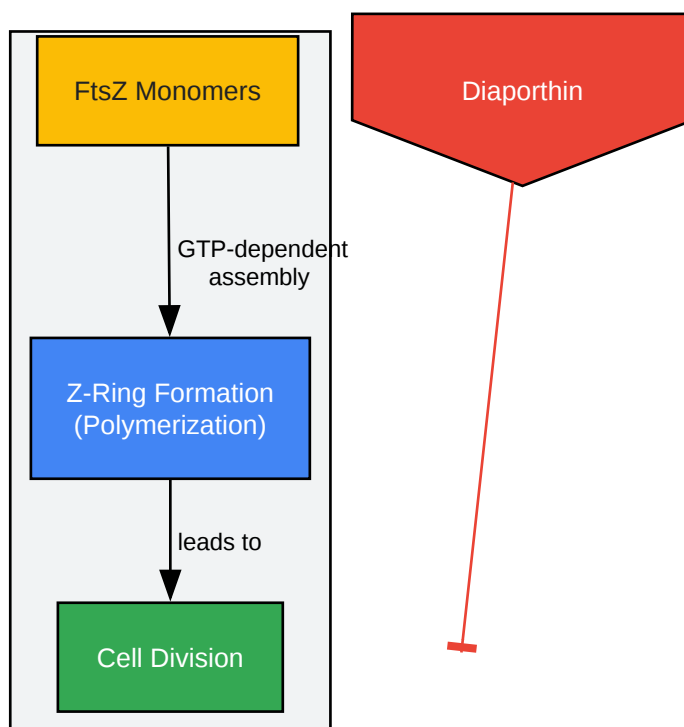 FtsZ Monomers
Diaporthin
GTP-dependent
assembly
Z-Ring Formation
(Polymerization)
leads to
Cell Division